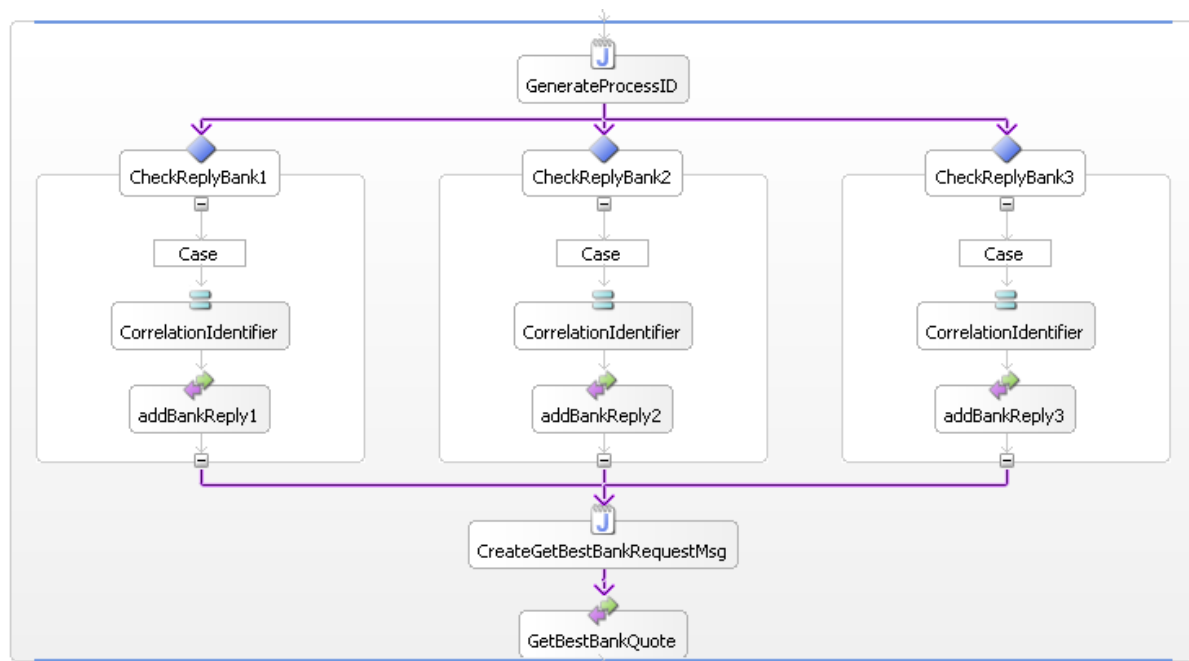 GenerateProcessID
CheckReplyBank1
CheckReplyBank2
CheckReplyBank3
Case
Case
Case
CorrelationIdentifier
CorrelationIdentifier
CorrelationIdentifier
addBankReply1
addBankReply2
addBankReply3
CreateGetBestBankRequestMsg
GetBestBankQuote